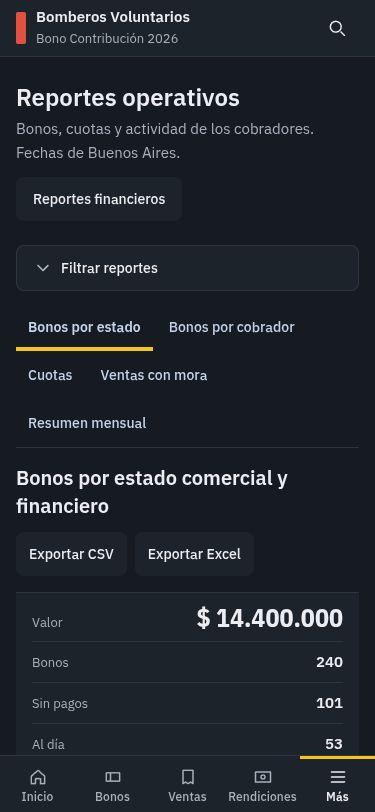 Bomberos Voluntarios
Bono Contribución 2026
Reportes operativos
Bonos, cuotas y actividad de los cobradores.
Fechas de Buenos Aires.
Reportes financieros
Filtrar reportes
Bonos por estado
Bonos por cobrador
Cuotas
Ventas con mora
Resumen mensual
Bonos por estado comercial y
financiero
Exportar CSV
Exportar Excel
Valor
$ 14.400.000
Bonos
240
Sin pagos
101
Al día
53
Inicio
Bonos
Ventas
Rendiciones
Más